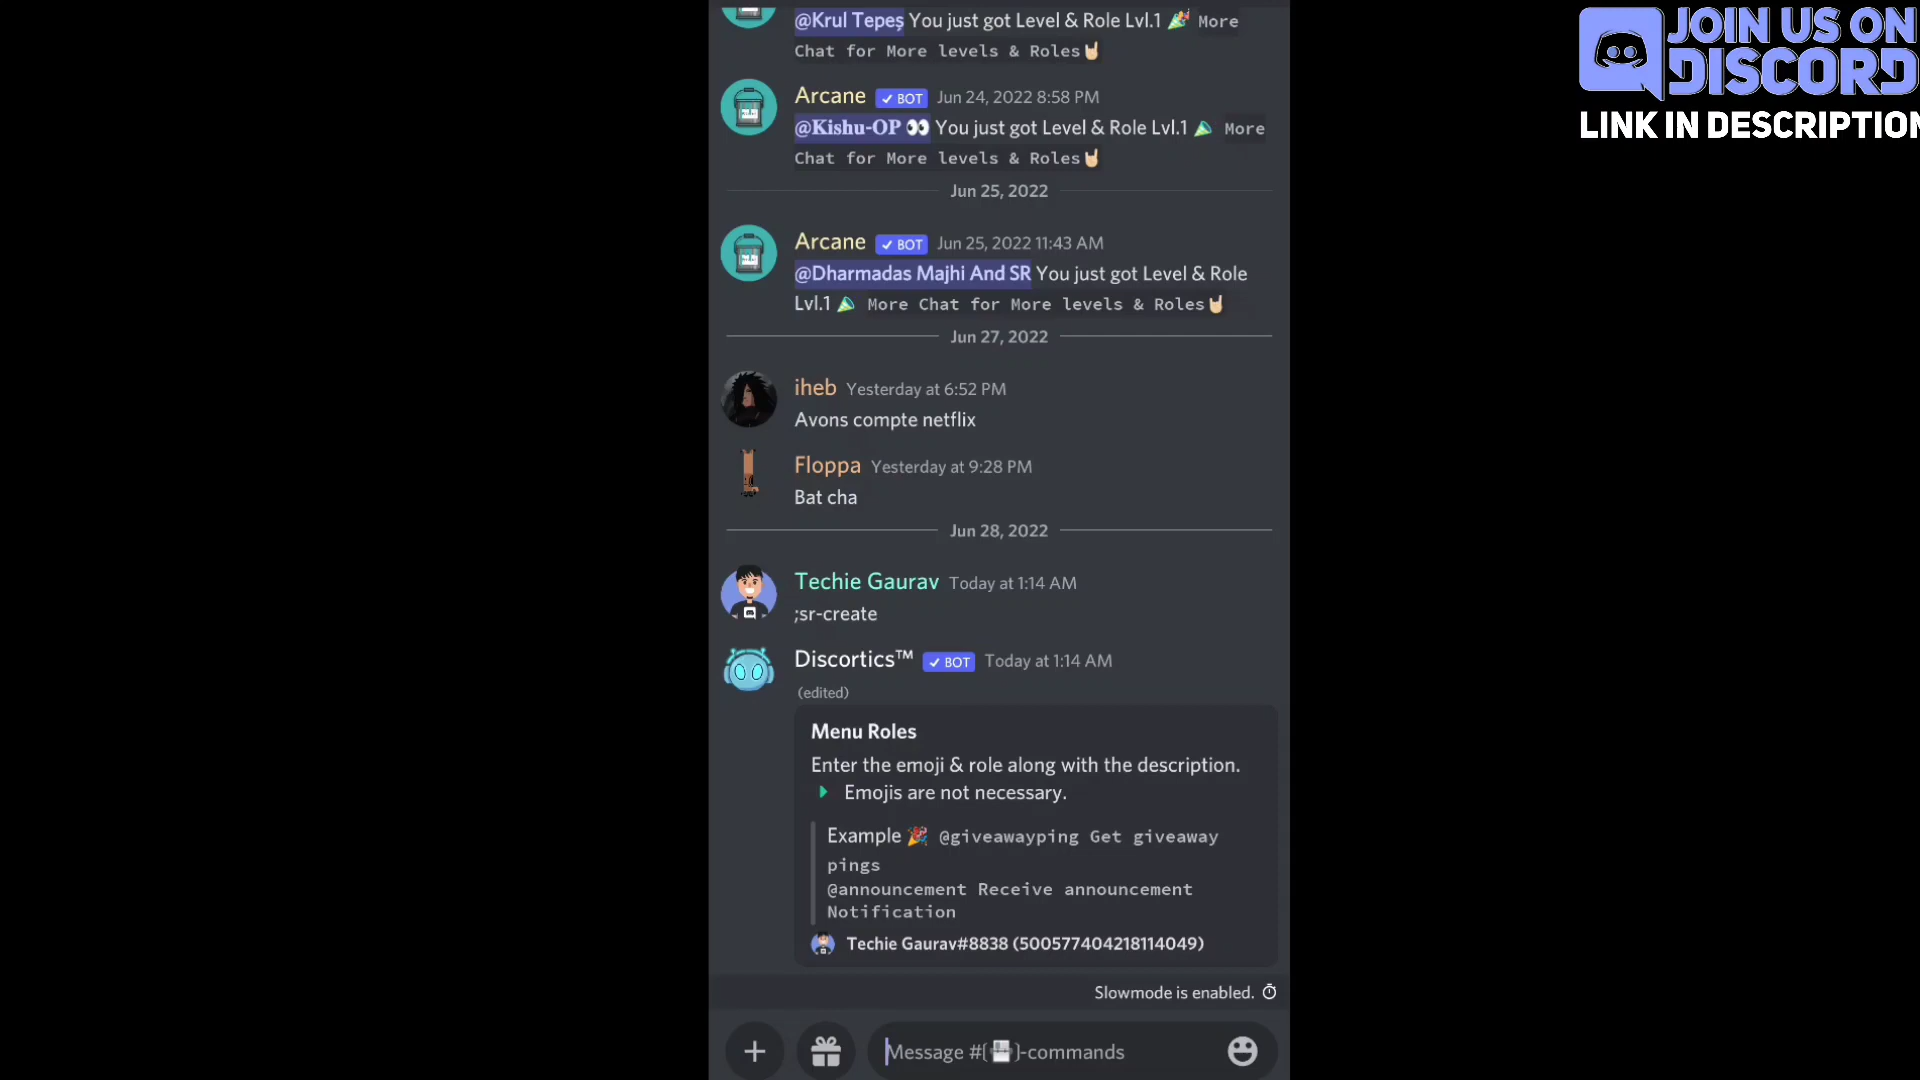 @Krul Tepeş You just got Level & Role Lvl.1 🎉 More
Chat for More levels & Roles🤘🏻
Arcane ✓ BOT Jun 24, 2022 8:58 PM
@𝐊𝐢𝐬𝐡𝐮-𝐎𝐏 👀 You just got Level & Role Lvl.1 🎉 More
Chat for More levels & Roles🤘🏻
Jun 25, 2022
Arcane ✓ BOT Jun 25, 2022 11:43 AM
@Dharmadas Majhi And SR You just got Level & Role
Lvl.1 🎉 More Chat for More levels & Roles🤘🏻
Jun 27, 2022
iheb Yesterday at 6:52 PM
Avons compte netflix
Floppa Yesterday at 9:28 PM
Bat cha
Jun 28, 2022
Techie Gaurav Today at 1:14 AM
;sr-create
Discortics™ ✓ BOT Today at 1:14 AM
(edited)
Menu Roles
Enter the emoji & role along with the description.
Emojis are not necessary.
Example 🎉 @giveawayping Get giveaway
pings
@announcement Receive announcement
Notification
Techie Gaurav#8838 (500577404218114049)
Slowmode is enabled.
Message #[📇]-commands
JOIN US ON
DISCORD
LINK IN DESCRIPTION